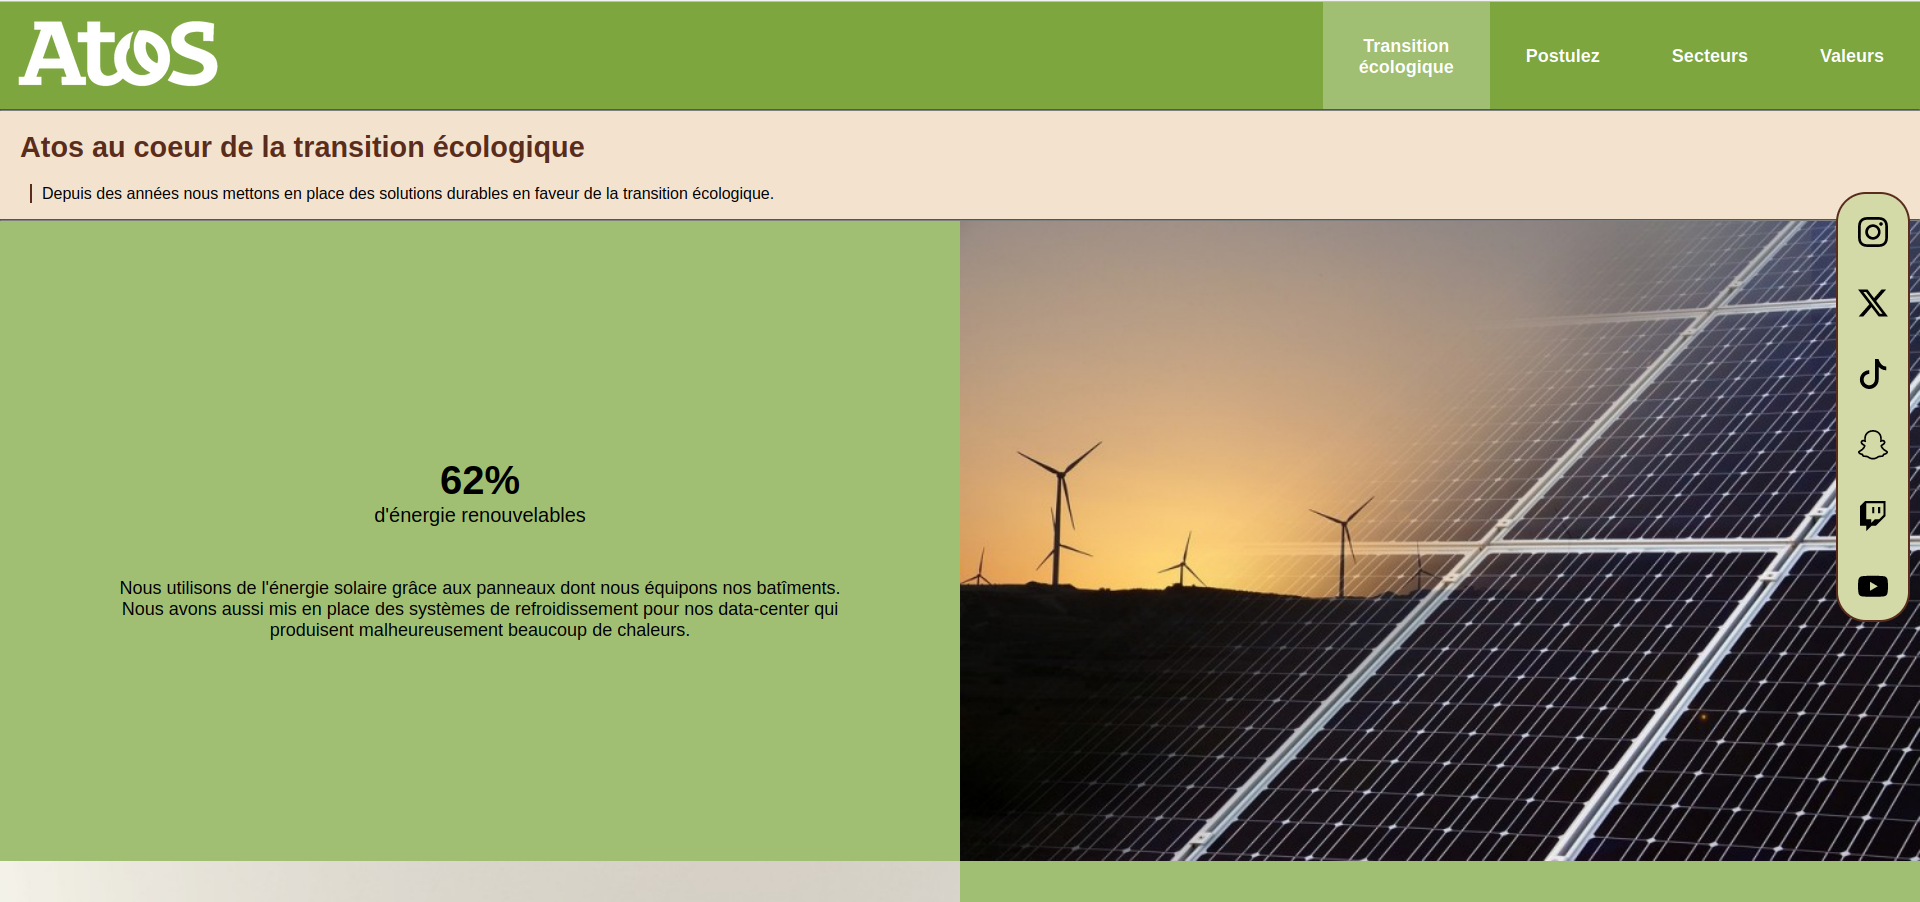 Atos
Transition
écologique
Postulez
Secteurs
Valeurs
Atos au coeur de la transition écologique
Depuis des années nous mettons en place des solutions durables en faveur de la transition écologique.
62%
d'énergie renouvelables
Nous utilisons de l'énergie solaire grâce aux panneaux dont nous équipons nos batîments.
Nous avons aussi mis en place des systèmes de refroidissement pour nos data-center qui
produisent malheureusement beaucoup de chaleurs.